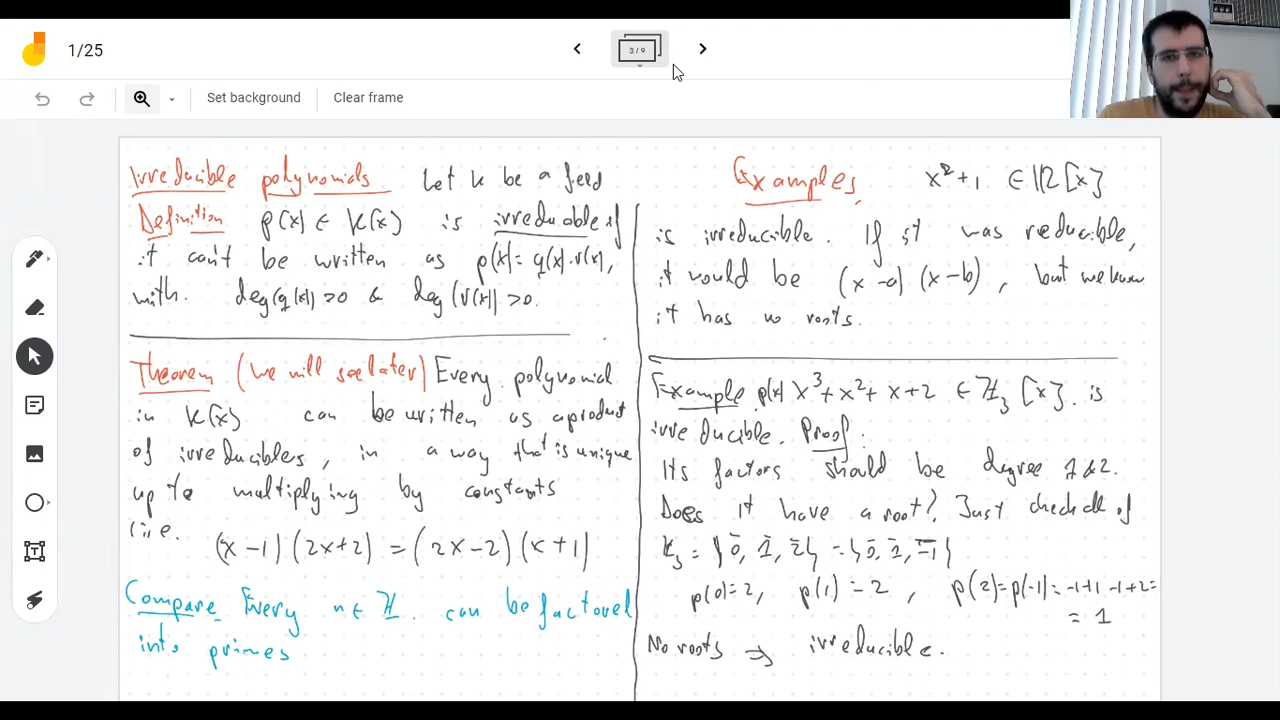 1/25
3/9
Set background
Clear frame
Irreducible polynomials Let K be a field
Definition p(x) ∈ K(x) is irreducible if
it can't be written as p(x) = q(x)·r(x),
with. deg(q(x)) >0 & deg(r(x)) >0.
Theorem (We will see later) Every polynomial
in K(x) can be written as a product
of irreducibles, in a way that is unique
up to multiplying by constants
(i.e.
(x-1)(2x+2) = (2x-2)(x+1)
Compare Every n ∈ ℤ. can be factored
into primes
Examples x²+1 ∈ ℝ[x]
is irreducible. If it was reducible,
it would be (x-a)(x-b), but we know
it has no roots.
Example p(x) x³+x²+x+2 ∈ ℤ₃[x]. is
irreducible. Proof:
Its factors should be degree 1&2.
Does it have a root? Just check all of
ℤ₃ = {0̄, 1̄, 2̄} = {0̄, 1̄, -1̄}
p(0)=2, p(1)=2, p(2)=p(-1)=-1+1-1+2=
= 1
No roots ⇒ irreducible.